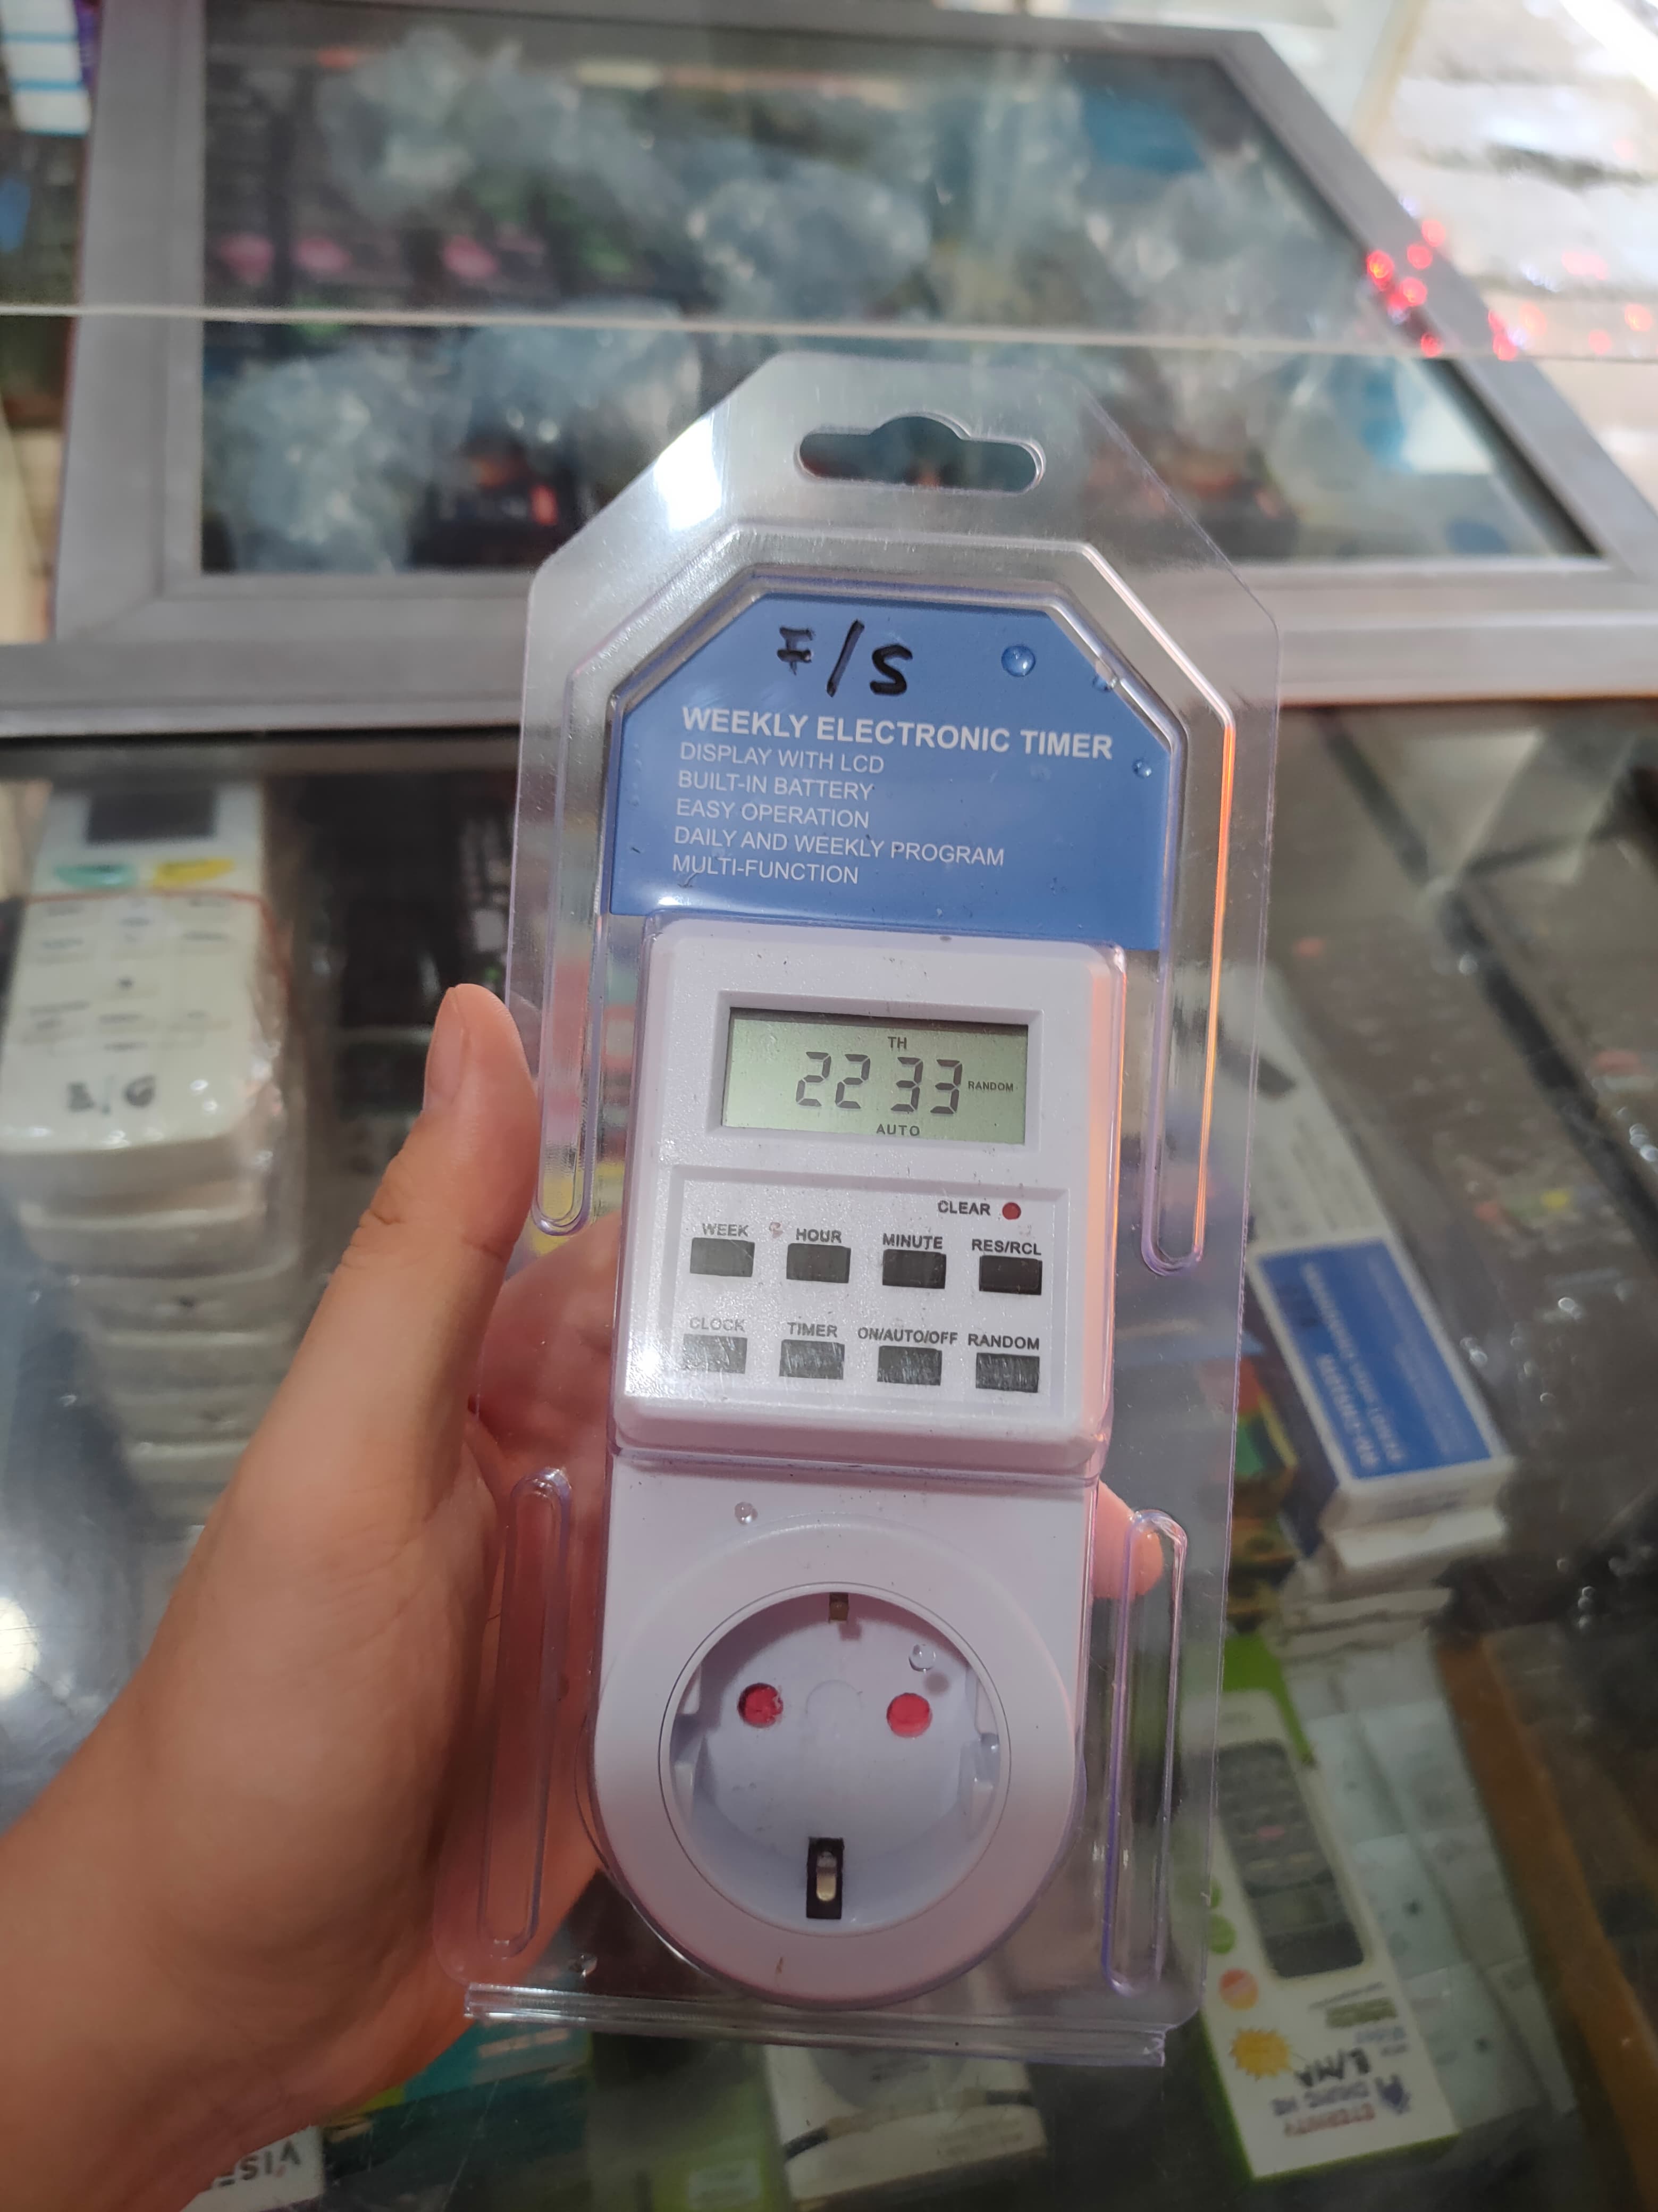 F/S
WEEKLY ELECTRONIC TIMER
DISPLAY WITH LCD
BUILT-IN BATTERY
EASY OPERATION
DAILY AND WEEKLY PROGRAM
MULTI-FUNCTION
TH
22 33 RANDOM
AUTO
CLEAR
WEEK HOUR MINUTE RES/RCL
CLOCK TIMER ON/AUTO/OFF RANDOM